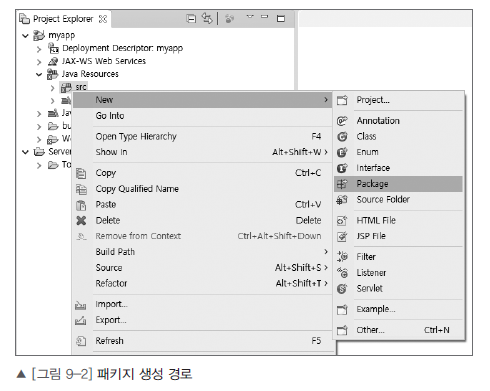 Project Explorer
myapp
Deployment Descriptor: myapp
JAX-WS Web Services
Java Resources
src
Jav
bu
W
Server
To
New
Go Into
Open Type Hierarchy F4
Show In Alt+Shift+W
Copy Ctrl+C
Copy Qualified Name
Paste Ctrl+V
Delete Delete
Remove from Context Ctrl+Alt+Shift+Down
Build Path
Source Alt+Shift+S
Refactor Alt+Shift+T
Import...
Export...
Refresh F5
Project...
Annotation
Class
Enum
Interface
Package
Source Folder
HTML File
JSP File
Filter
Listener
Servlet
Example...
Other... Ctrl+N
▲ [그림 9-2] 패키지 생성 경로